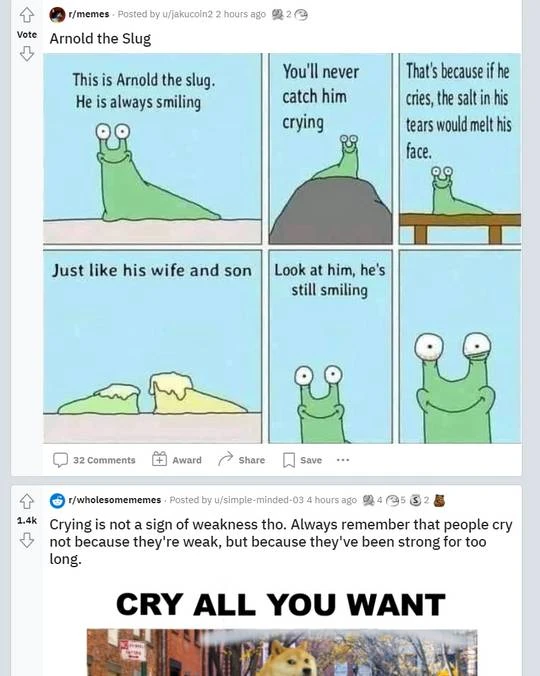 r/memes · Posted by u/jakucoin2 2 hours ago 2
Vote
Arnold the Slug
This is Arnold the slug.
He is always smiling
You'll never
catch him
crying
That's because if he
cries, the salt in his
tears would melt his
face.
Just like his wife and son
Look at him, he's
still smiling
32 Comments Award Share Save ...
r/wholesomememes · Posted by u/simple-minded-03 4 hours ago 4 5 S 2
1.4k
Crying is not a sign of weakness tho. Always remember that people cry
not because they're weak, but because they've been strong for too
long.
CRY ALL YOU WANT